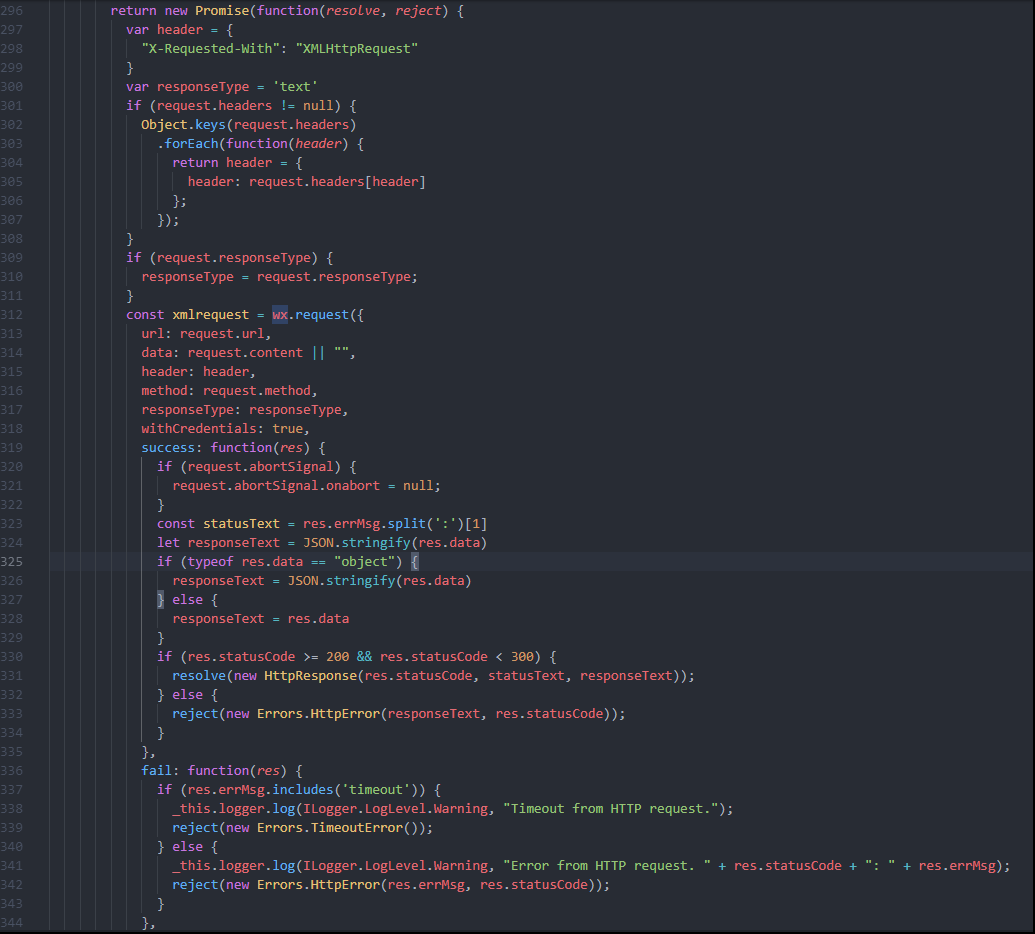 296 return new Promise(function(resolve, reject) {
297 var header = {
298 "X-Requested-With": "XMLHttpRequest"
299 }
300 var responseType = 'text'
301 if (request.headers != null) {
302 Object.keys(request.headers)
303 .forEach(function(header) {
304 return header = {
305 header: request.headers[header]
306 };
307 });
308 }
309 if (request.responseType) {
310 responseType = request.responseType;
311 }
312 const xmlrequest = wx.request({
313 url: request.url,
314 data: request.content || "",
315 header: header,
316 method: request.method,
317 responseType: responseType,
318 withCredentials: true,
319 success: function(res) {
320 if (request.abortSignal) {
321 request.abortSignal.onabort = null;
322 }
323 const statusText = res.errMsg.split(':')[1]
324 let responseText = JSON.stringify(res.data)
325 if (typeof res.data == "object") {
326 responseText = JSON.stringify(res.data)
327 } else {
328 responseText = res.data
329 }
330 if (res.statusCode >= 200 && res.statusCode < 300) {
331 resolve(new HttpResponse(res.statusCode, statusText, responseText));
332 } else {
333 reject(new Errors.HttpError(responseText, res.statusCode));
334 }
335 },
336 fail: function(res) {
337 if (res.errMsg.includes('timeout')) {
338 _this.logger.log(ILogger.LogLevel.Warning, "Timeout from HTTP request.");
339 reject(new Errors.TimeoutError());
340 } else {
341 _this.logger.log(ILogger.LogLevel.Warning, "Error from HTTP request. " + res.statusCode + ": " + res.errMsg);
342 reject(new Errors.HttpError(res.errMsg, res.statusCode));
343 }
344 },